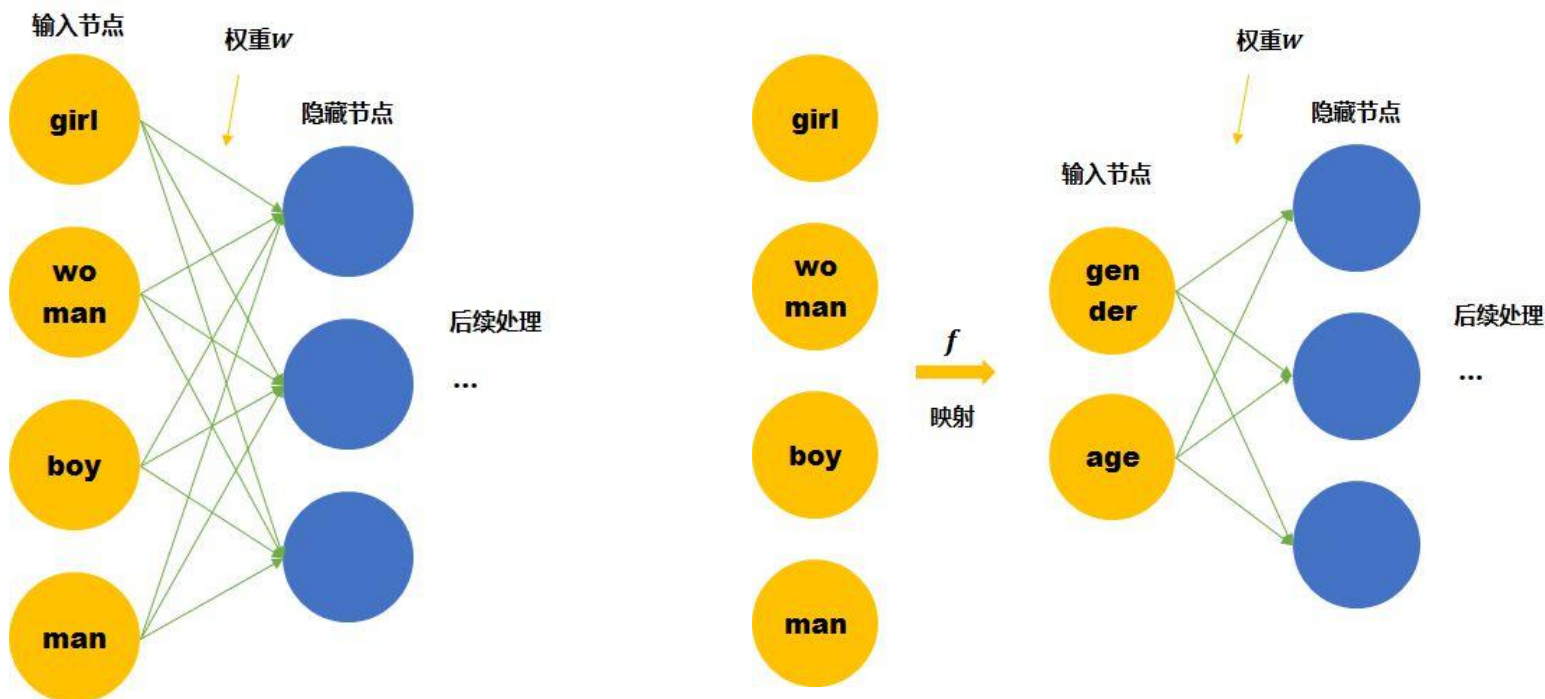 输入节点
权重W
girl
隐藏节点
wo
man
后续处理
...
boy
man
girl
wo
man
boy
man
f
映射
权重W
隐藏节点
输入节点
gen
der
age
后续处理
...